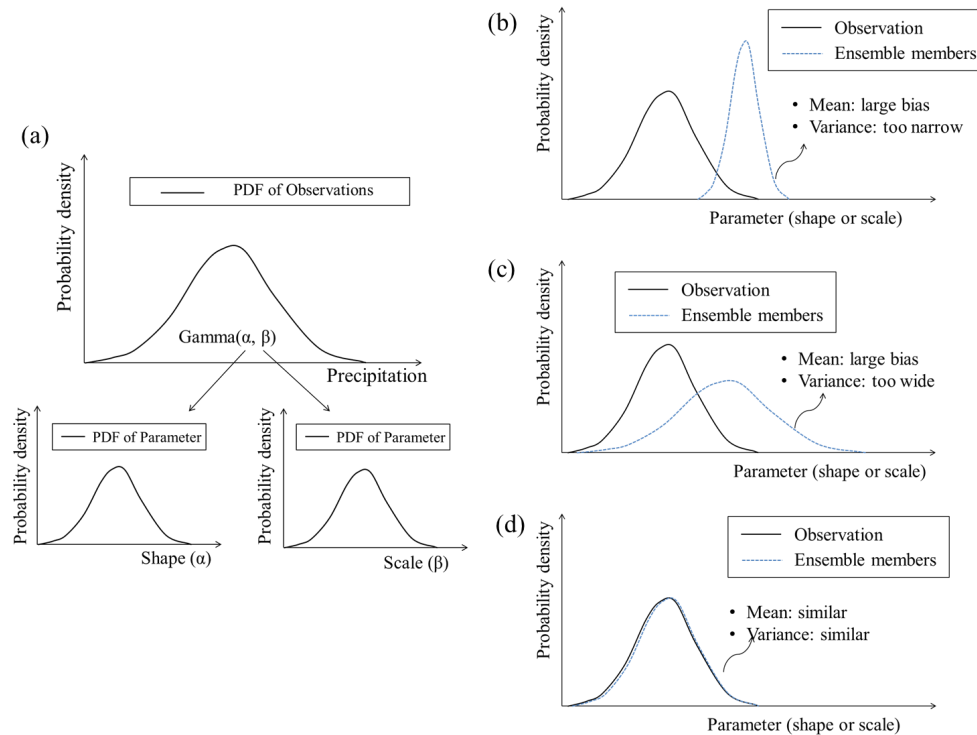 (a)
Probability density
PDF of Observations
Gamma(α, β)
Precipitation
Probability density
PDF of Parameter
Shape (α)
Probability density
PDF of Parameter
Scale (β)
(b)
Probability density
Observation
Ensemble members
• Mean: large bias
• Variance: too narrow
Parameter (shape or scale)
(c)
Probability density
Observation
Ensemble members
• Mean: large bias
• Variance: too wide
Parameter (shape or scale)
(d)
Probability density
Observation
Ensemble members
• Mean: similar
• Variance: similar
Parameter (shape or scale)